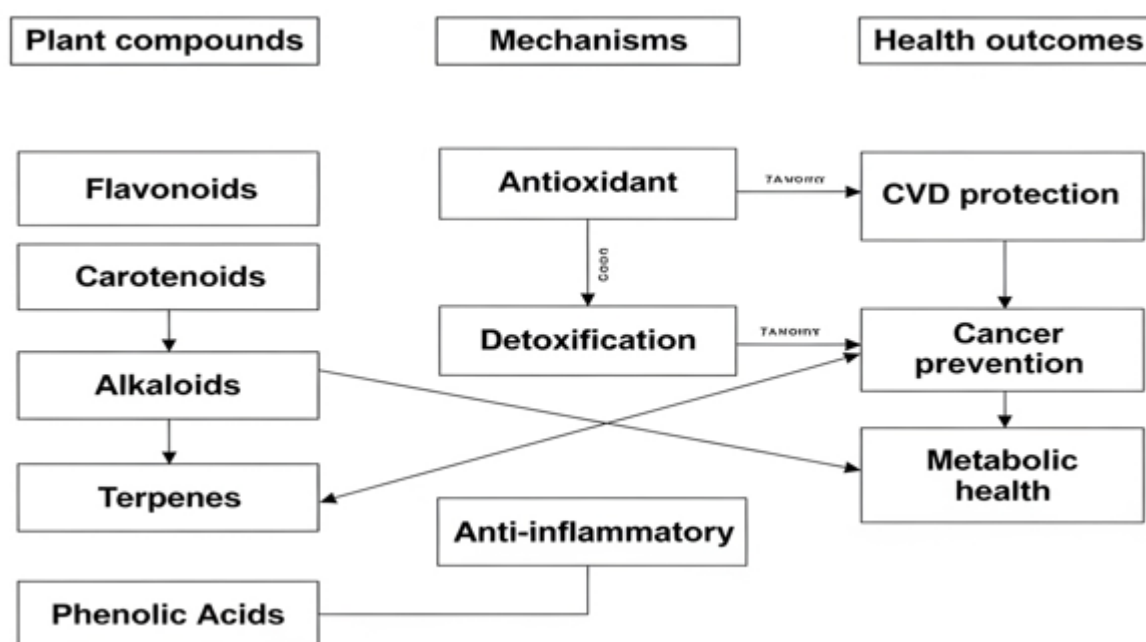 Plant compounds
Mechanisms
Health outcomes
Flavonoids
Antioxidant
CVD protection
Carotenoids
Detoxification
Cancer
prevention
Alkaloids
Metabolic
health
Terpenes
Anti-inflammatory
Phenolic Acids